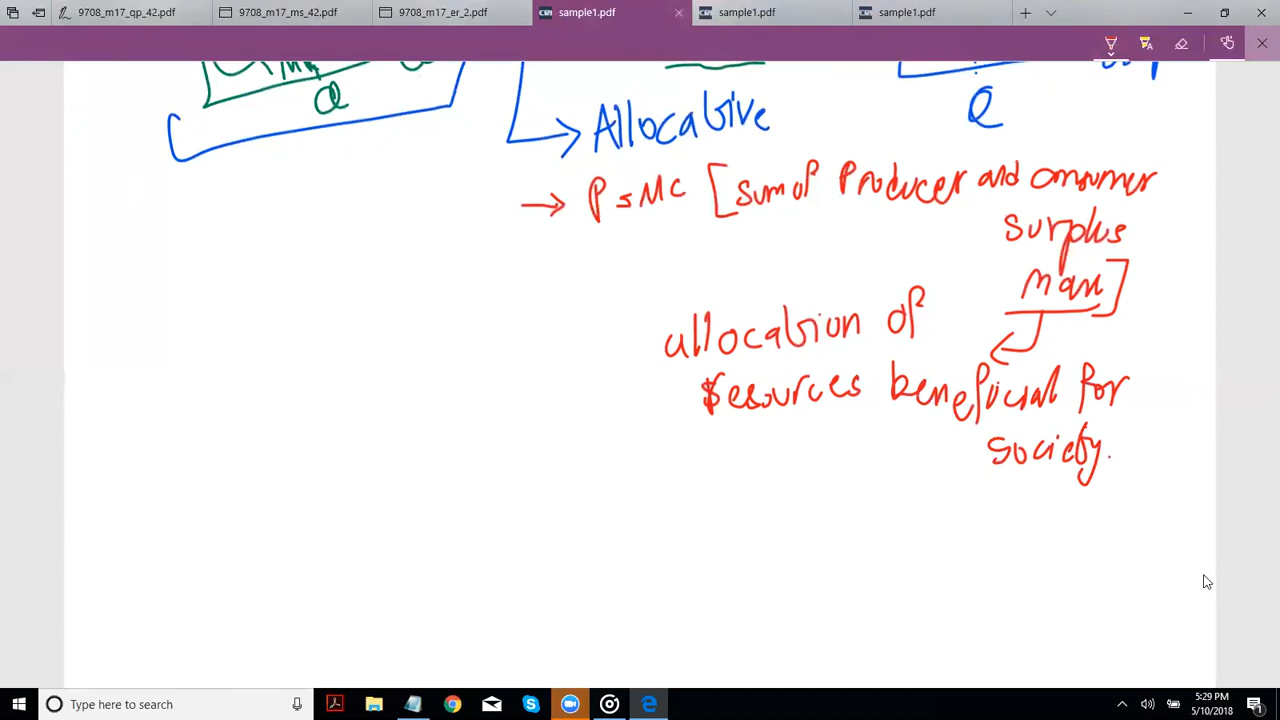 9708_m17_qp_42.pdf
9708_m17_ms_42.pdf
9708_m17_er_2.pdf
sample1.pdf
sample1.pdf
sample1.pdf
Q
Q
Allocative
→ P = MC [sum of Producer and consumer
surplus
max]
allocation of
resources beneficial for
society.
Type here to search
5:29 PM
5/10/2018